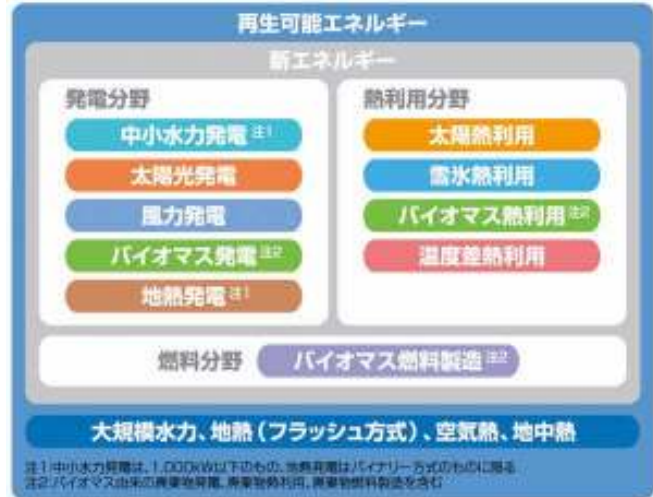 再生可能エネルギー
新エネルギー
発電分野
中小水力発電 注1
太陽光発電
風力発電
バイオマス発電 注2
地熱発電 注1
熱利用分野
太陽熱利用
雪氷熱利用
バイオマス熱利用 注2
温度差熱利用
燃料分野 バイオマス燃料製造 注2
大規模水力、地熱(フラッシュ方式)、空気熱、地中熱
注1:中小水力発電は、1,000kW以下のもの、地熱発電はバイナリー方式のものに限る
注2:バイオマス由来の廃棄物発電、廃棄物熱利用、廃棄物燃料製造を含む